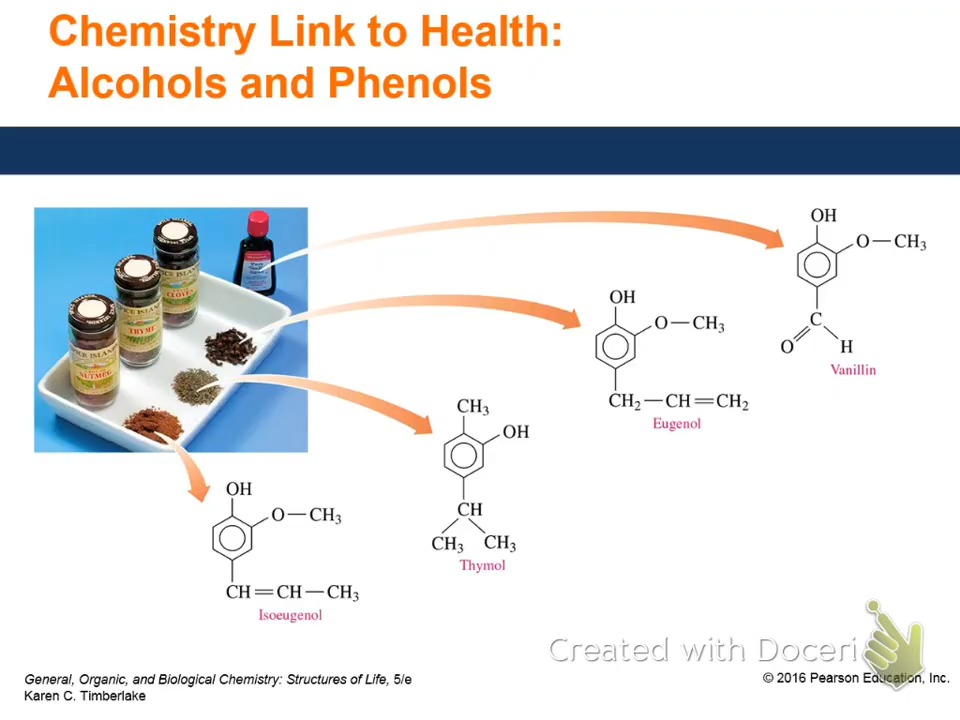 Chemistry Link to Health:
Alcohols and Phenols
OH
O—CH₃
C
O
H
Vanillin
OH
O—CH₃
CH₂—CH=CH₂
Eugenol
CH₃
OH
CH
CH₃ CH₃
Thymol
OH
O—CH₃
CH=CH—CH₃
Isoeugenol
CLOVES
THYME
NUTMEG
Created with Doceri
General, Organic, and Biological Chemistry: Structures of Life, 5/e
Karen C. Timberlake
© 2016 Pearson Education, Inc.